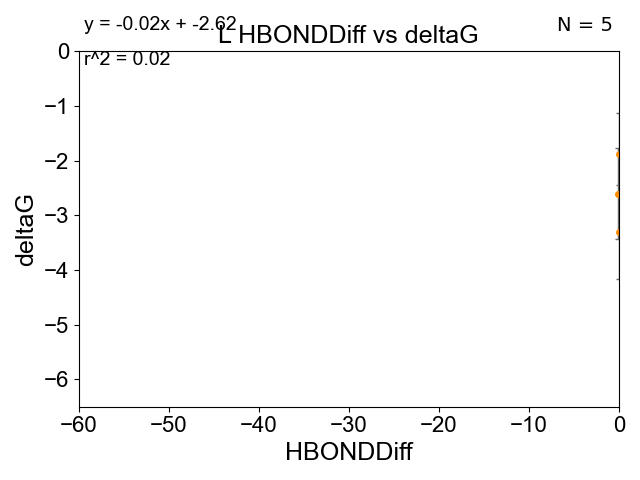 y = -0.02x + -2.62
N = 5
L HBONDDiff vs deltaG
r^2 = 0.02
0
−1
−2
−3
−4
−5
−6
deltaG
−60 −50 −40 −30 −20 −10 0
HBONDDiff